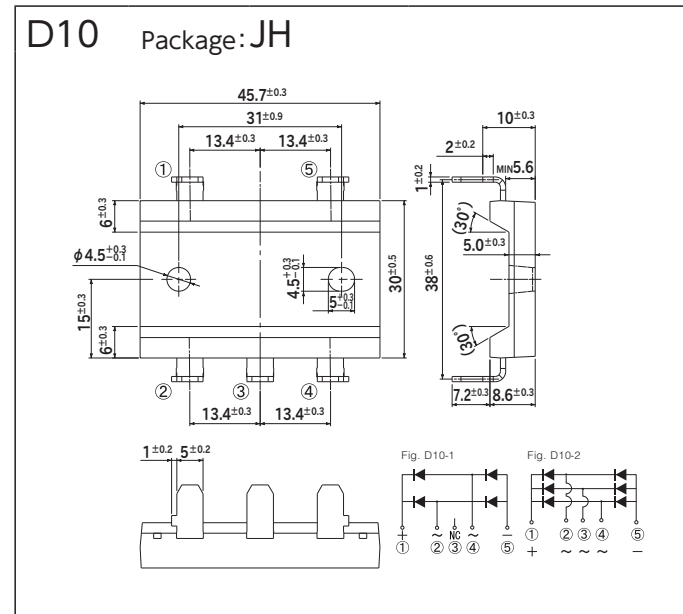 D10 Package: JH
45.7±0.3
31±0.9
13.4±0.3 13.4±0.3
① ⑤
6±0.3
φ4.5+0.3-0.1
15±0.3
6±0.3
4.5+0.3-0.1
5+0.3-0.1
30±0.5
② ③ ④
13.4±0.3 13.4±0.3
10±0.3
2±0.2
MIN5.6
1±0.2
(30°)
5.0±0.3
38±0.6
(30°)
7.2±0.3 8.6±0.3
1±0.2 5±0.2
Fig. D10-1
+ ~ NC ~ −
① ② ③ ④ ⑤
Fig. D10-2
① ② ③ ④ ⑤
+ ~ ~ ~ −